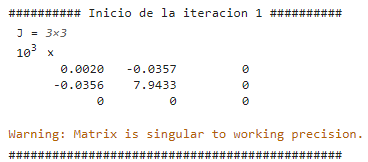 ########## Inicio de la iteracion 1 ##########
J = 3×3
10³ x
0.0020 -0.0357 0
-0.0356 7.9433 0
0 0 0
Warning: Matrix is singular to working precision.
##############################################